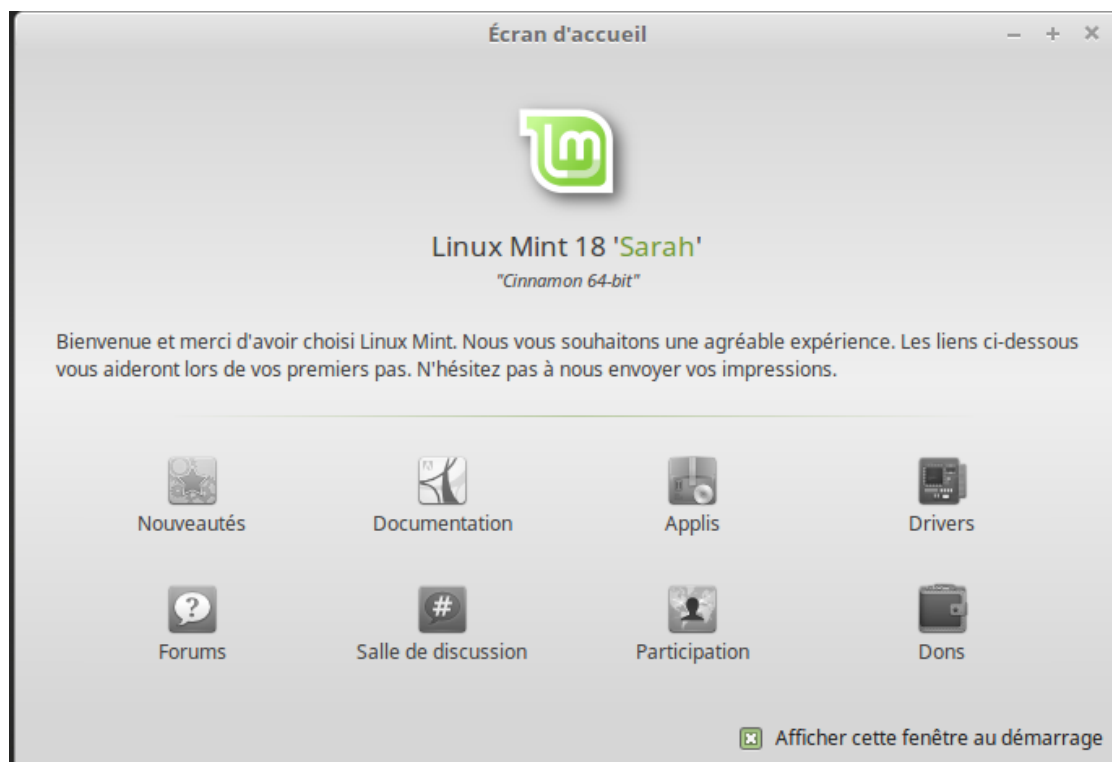 Écran d'accueil
Linux Mint 18 'Sarah'
"Cinnamon 64-bit"
Bienvenue et merci d'avoir choisi Linux Mint. Nous vous souhaitons une agréable expérience. Les liens ci-dessous
vous aideront lors de vos premiers pas. N'hésitez pas à nous envoyer vos impressions.
Nouveautés Documentation Applis Drivers
Forums Salle de discussion Participation Dons
Afficher cette fenêtre au démarrage